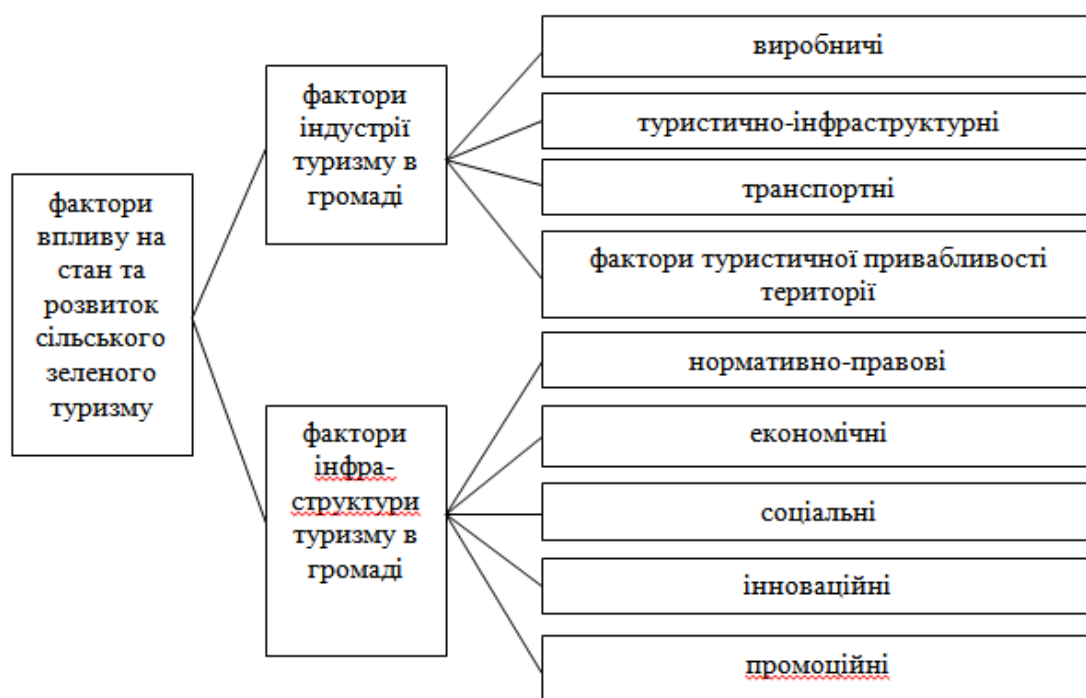 фактори
впливу на
стан та
розвиток
сільського
зеленого
туризму
фактори
індустрії
туризму в
громаді
виробничі
туристично-інфраструктурні
транспортні
фактори туристичної привабливості
території
фактори
інфра-
структури
туризму в
громаді
нормативно-правові
економічні
соціальні
інноваційні
промоційні